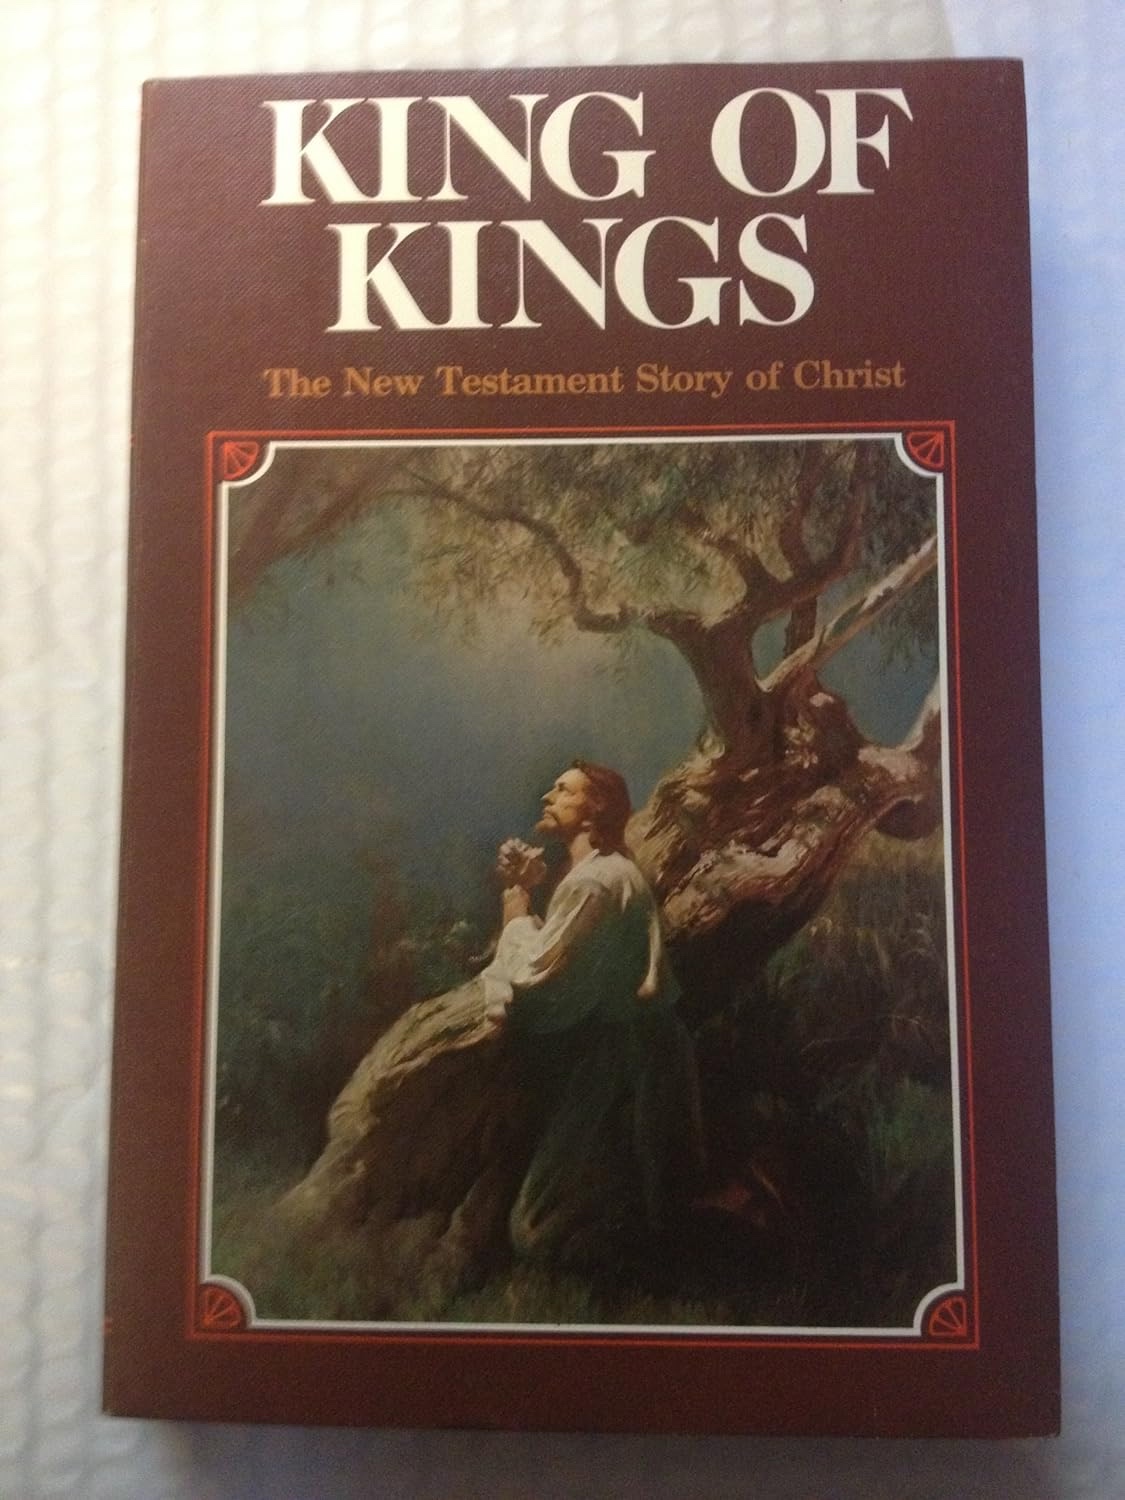 KING OF
KINGS
The New Testament Story of Christ